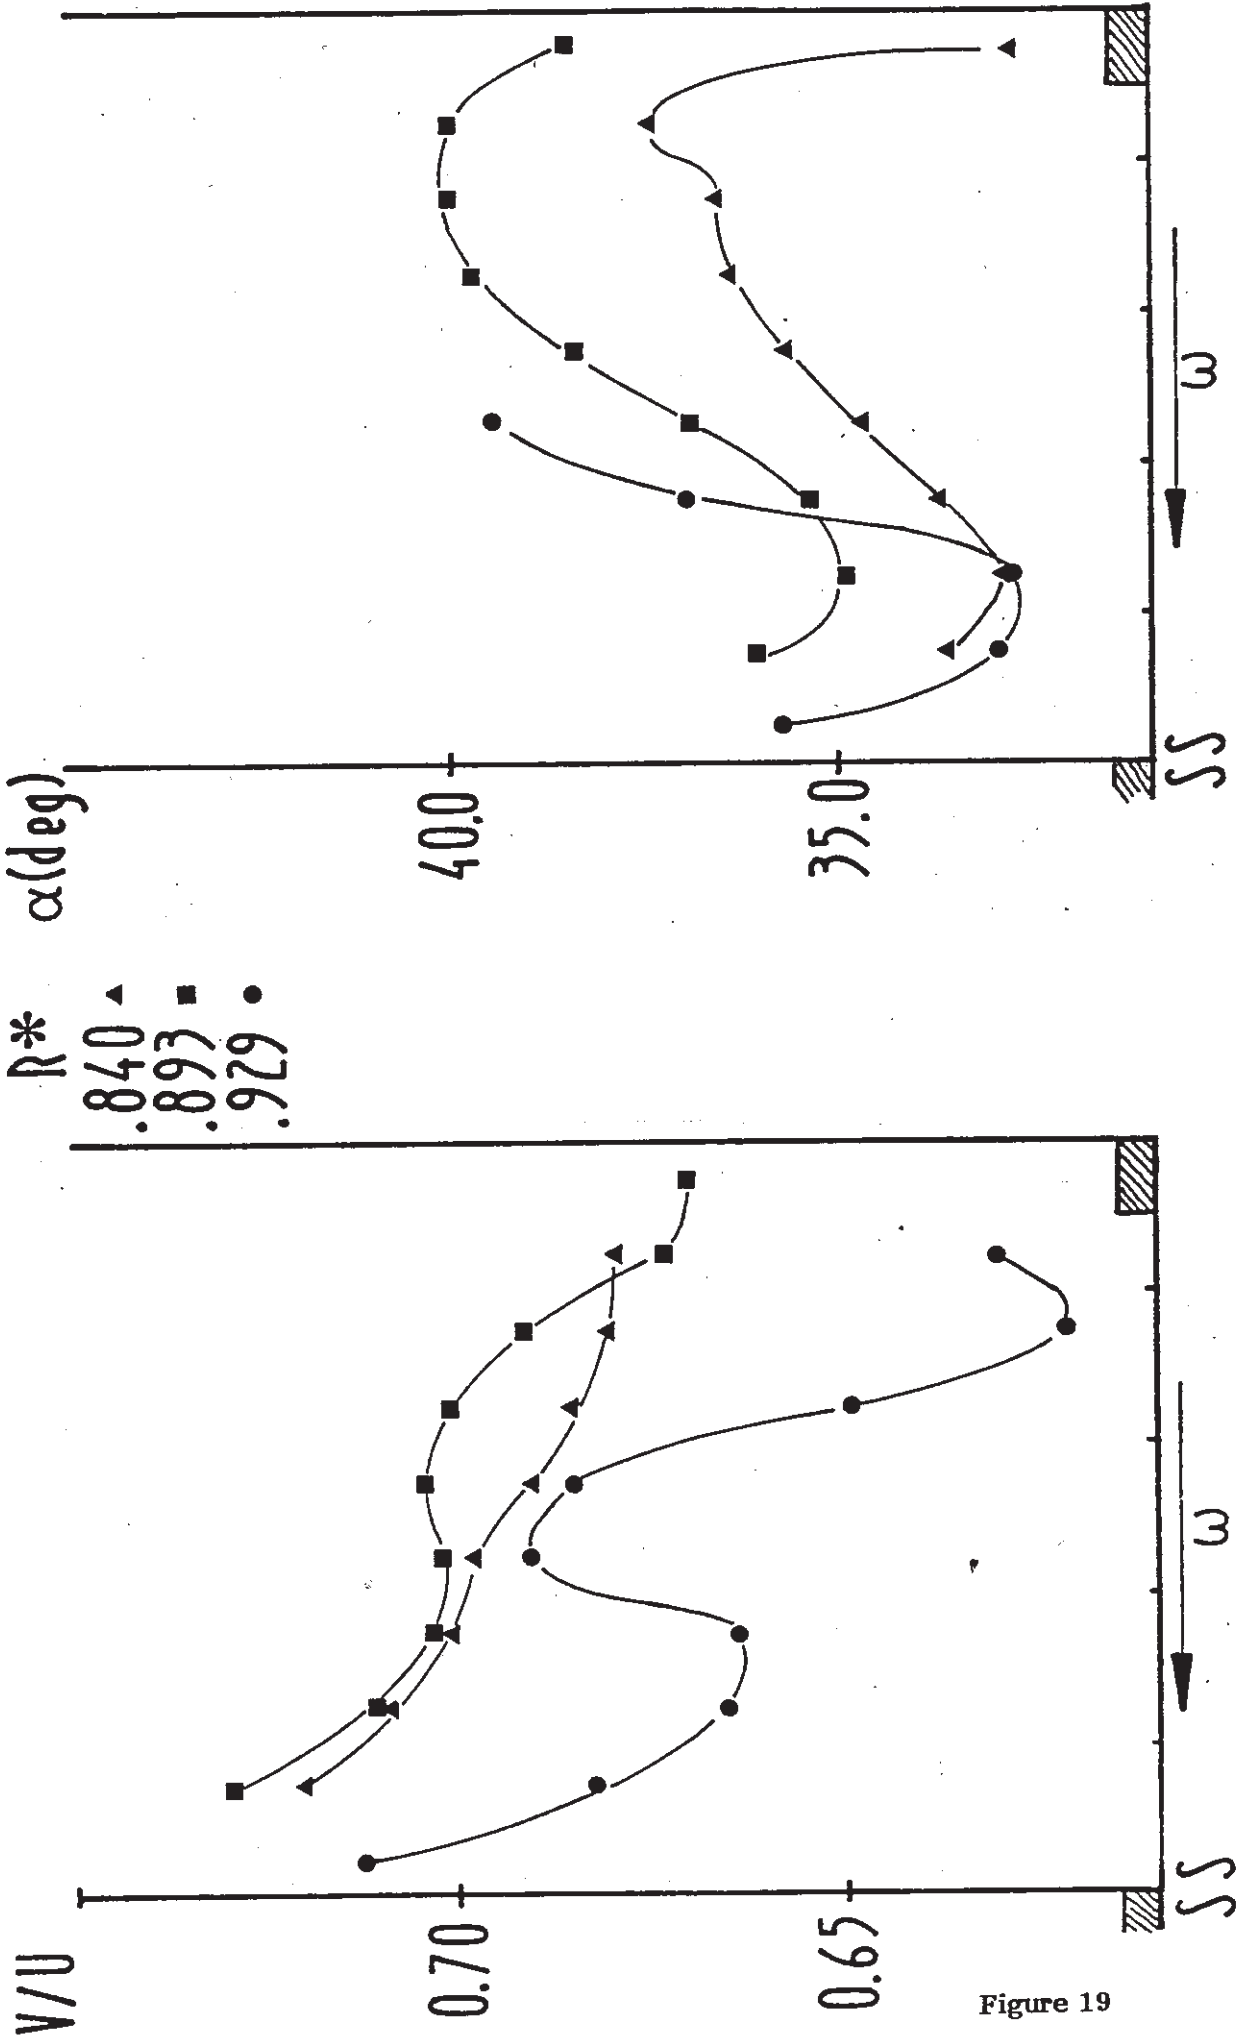 V/U
0.70
0.65
SS
ω
R*
.840
.893
.929
α(deg)
40.0
35.0
SS
ω
Figure 19